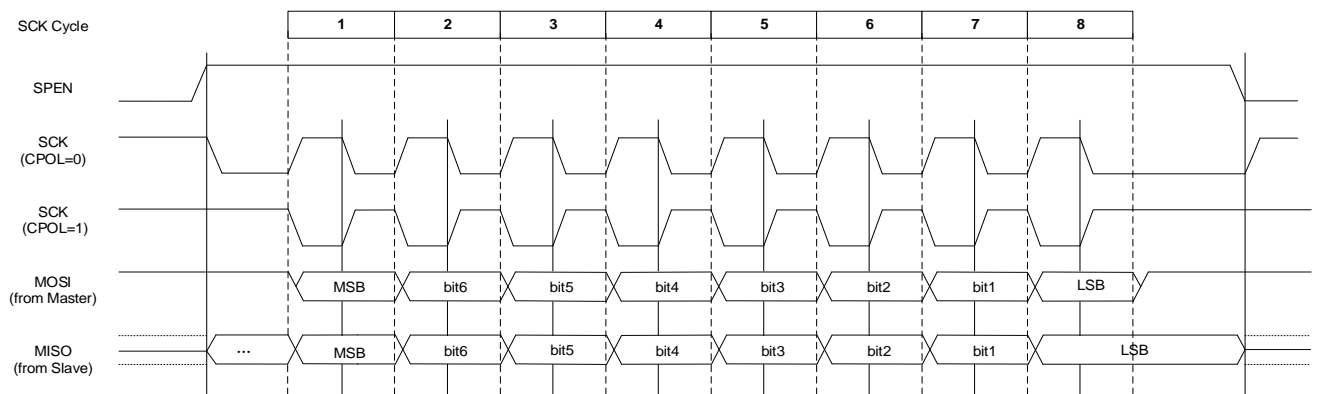 SCK Cycle 1 2 3 4 5 6 7 8
SPEN
SCK
(CPOL=0)
SCK
(CPOL=1)
MOSI
(from Master)
MSB bit6 bit5 bit4 bit3 bit2 bit1 LSB
MISO
(from Slave)
... MSB bit6 bit5 bit4 bit3 bit2 bit1 LSB